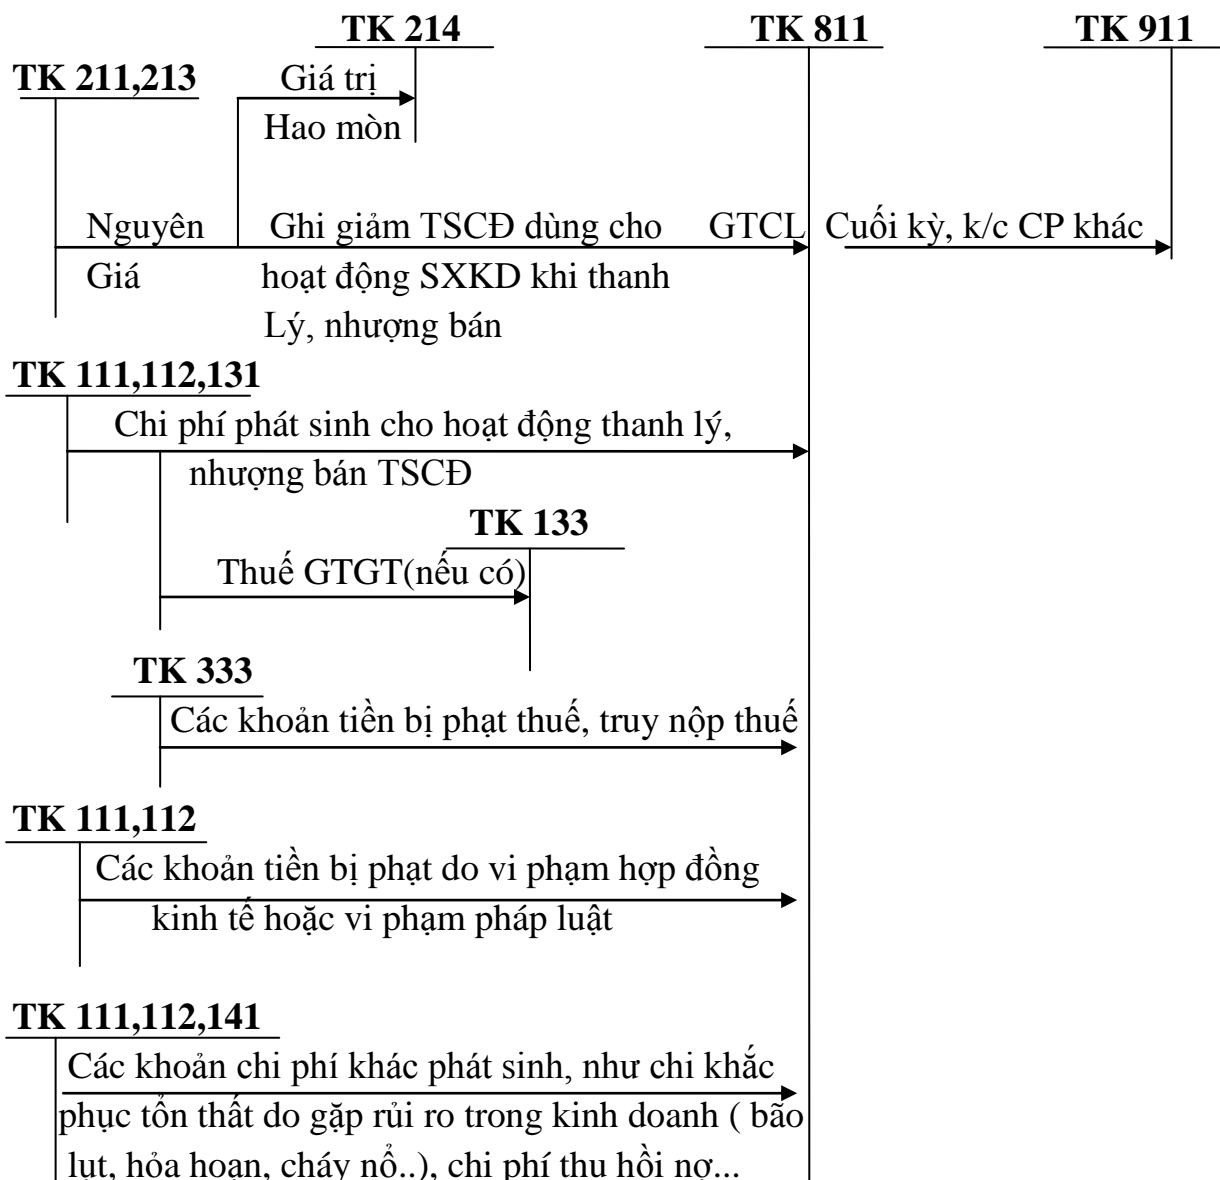 TK 214
TK 811
TK 911
TK 211,213
Giá trị
Hao mòn
Nguyên
Giá
Ghi giảm TSCĐ dùng cho
hoạt động SXKD khi thanh
Lý, nhượng bán
GTCL
Cuối kỳ, k/c CP khác
TK 111,112,131
Chi phí phát sinh cho hoạt động thanh lý,
nhượng bán TSCĐ
TK 133
Thuế GTGT(nếu có)
TK 333
Các khoản tiền bị phạt thuế, truy nộp thuế
TK 111,112
Các khoản tiền bị phạt do vi phạm hợp đồng
kinh tế hoặc vi phạm pháp luật
TK 111,112,141
Các khoản chi phí khác phát sinh, như chi khắc
phục tổn thất do gặp rủi ro trong kinh doanh ( bão
lụt, hỏa hoạn, cháy nổ..), chi phí thu hồi nợ...